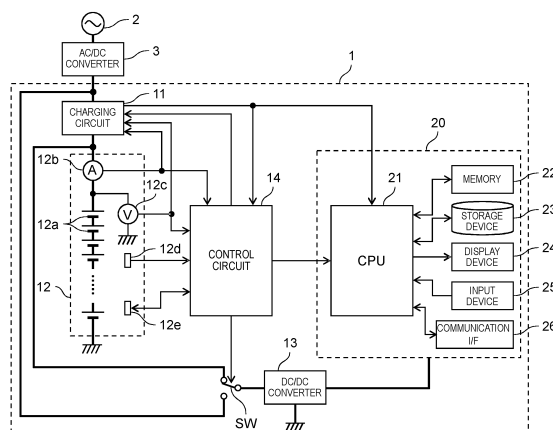 2
AC/DC
CONVERTER
3
1
11
CHARGING
CIRCUIT
20
12b
A
12c
V
14
21
22
MEMORY
23
STORAGE
DEVICE
12a
12d
CONTROL
CIRCUIT
CPU
24
DISPLAY
DEVICE
12
12e
25
INPUT
DEVICE
26
COMMUNICATION
I/F
13
DC/DC
CONVERTER
SW